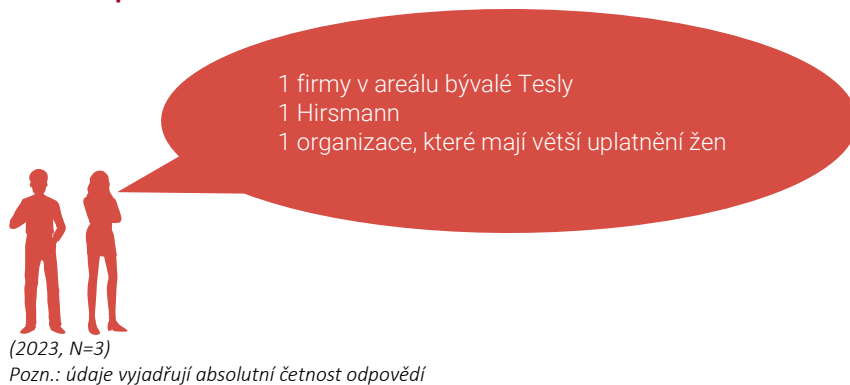 1 firmy v areálu bývalé Tesly
1 Hirsmann
1 organizace, které mají větší uplatnění žen
(2023, N=3)
Pozn.: údaje vyjadřují absolutní četnost odpovědí